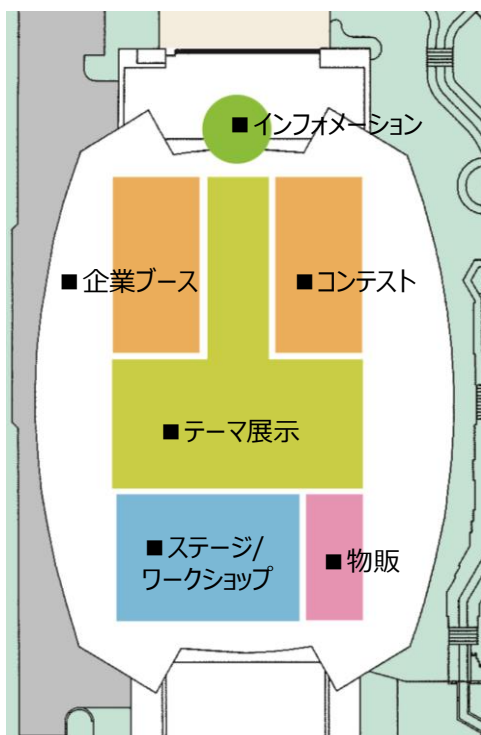 ■インフォメーション
■企業ブース
■コンテスト
■テーマ展示
■ステージ/
ワークショップ
■物販